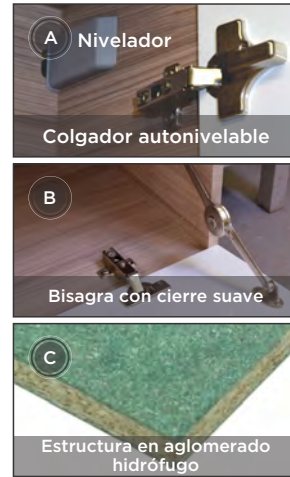 A
Nivelador
Colgador autonivelable
B
Bisagra con cierre suave
C
Estructura en aglomerado
hidrófugo